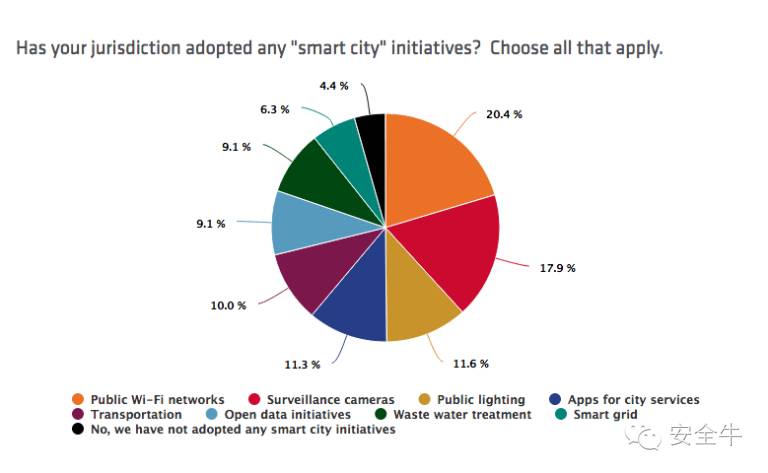 Has your jurisdiction adopted any "smart city" initiatives? Choose all that apply.
4.4 %
20.4 %
6.3 %
9.1 %
9.1 %
17.9 %
10.0 %
11.3 %
11.6 %
Public Wi-Fi networks Surveillance cameras Public lighting Apps for city services
Transportation Open data initiatives Waste water treatment Smart grid
No, we have not adopted any smart city initiatives
安全牛